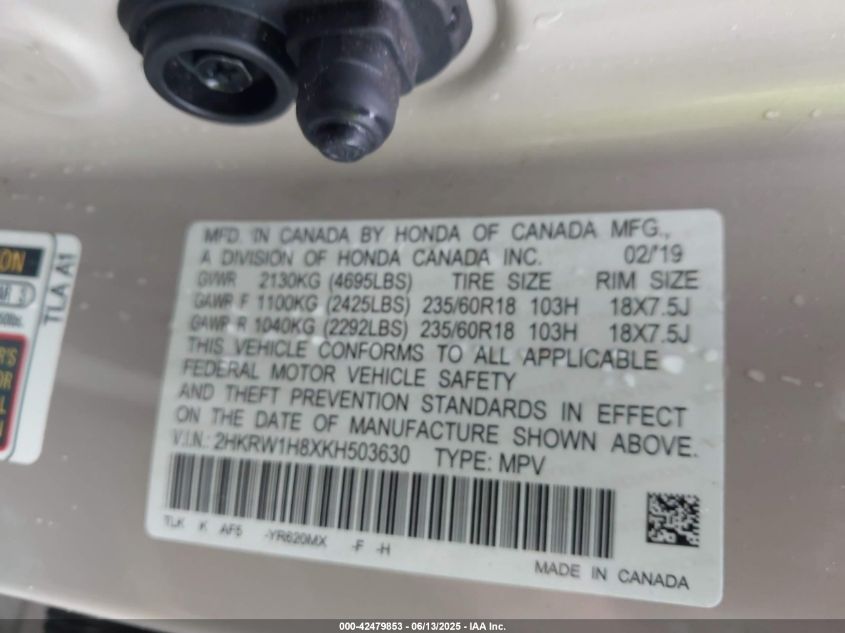 MFD. IN CANADA BY HONDA OF CANADA MFG.,
A DIVISION OF HONDA CANADA INC. 02/'19
GVWR 2130KG (4695LBS) TIRE SIZE RIM SIZE
GAWR F 1100KG (2425LBS) 235/60R18 103H 18X7.5J
GAWR R 1040KG (2292LBS) 235/60R18 103H 18X7.5J
THIS VEHICLE CONFORMS TO ALL APPLICABLE
FEDERAL MOTOR VEHICLE SAFETY
AND THEFT PREVENTION STANDARDS IN EFFECT
ON THE DATE OF MANUFACTURE SHOWN ABOVE.
V.I.N.: 2HKRW1H8XKH503630 TYPE: MPV
TLK K AF5 -YR620MX -F -H
MADE IN CANADA
TLA A1
000-42479853 - 06/13/2025 - IAA Inc.